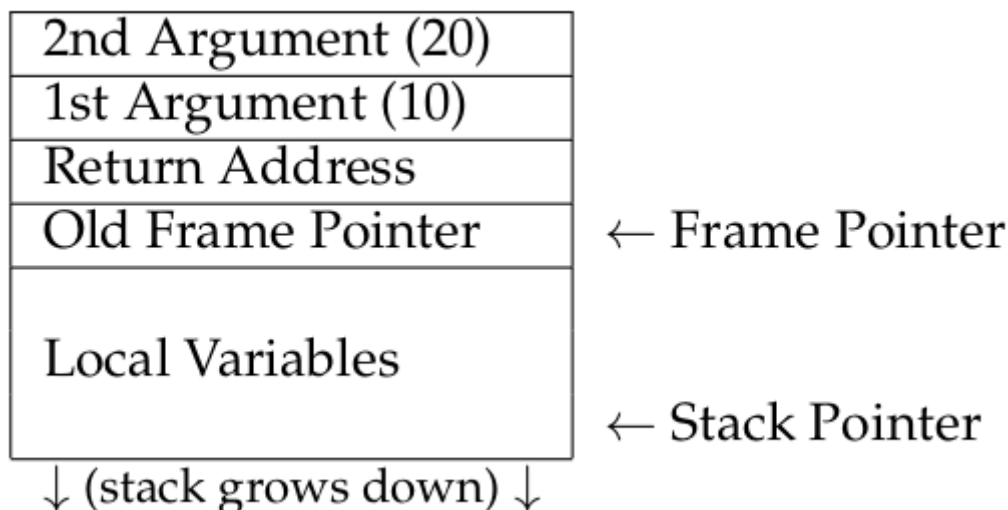 2nd Argument (20)
1st Argument (10)
Return Address
Old Frame Pointer ← Frame Pointer
Local Variables
← Stack Pointer
↓ (stack grows down) ↓